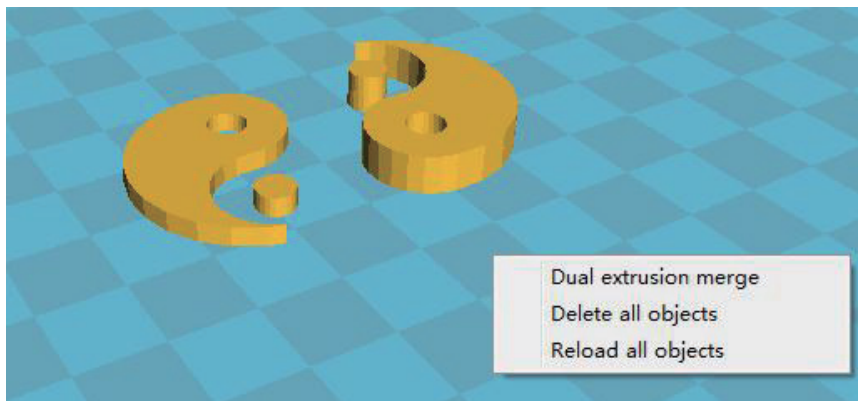 Dual extrusion merge
Delete all objects
Reload all objects